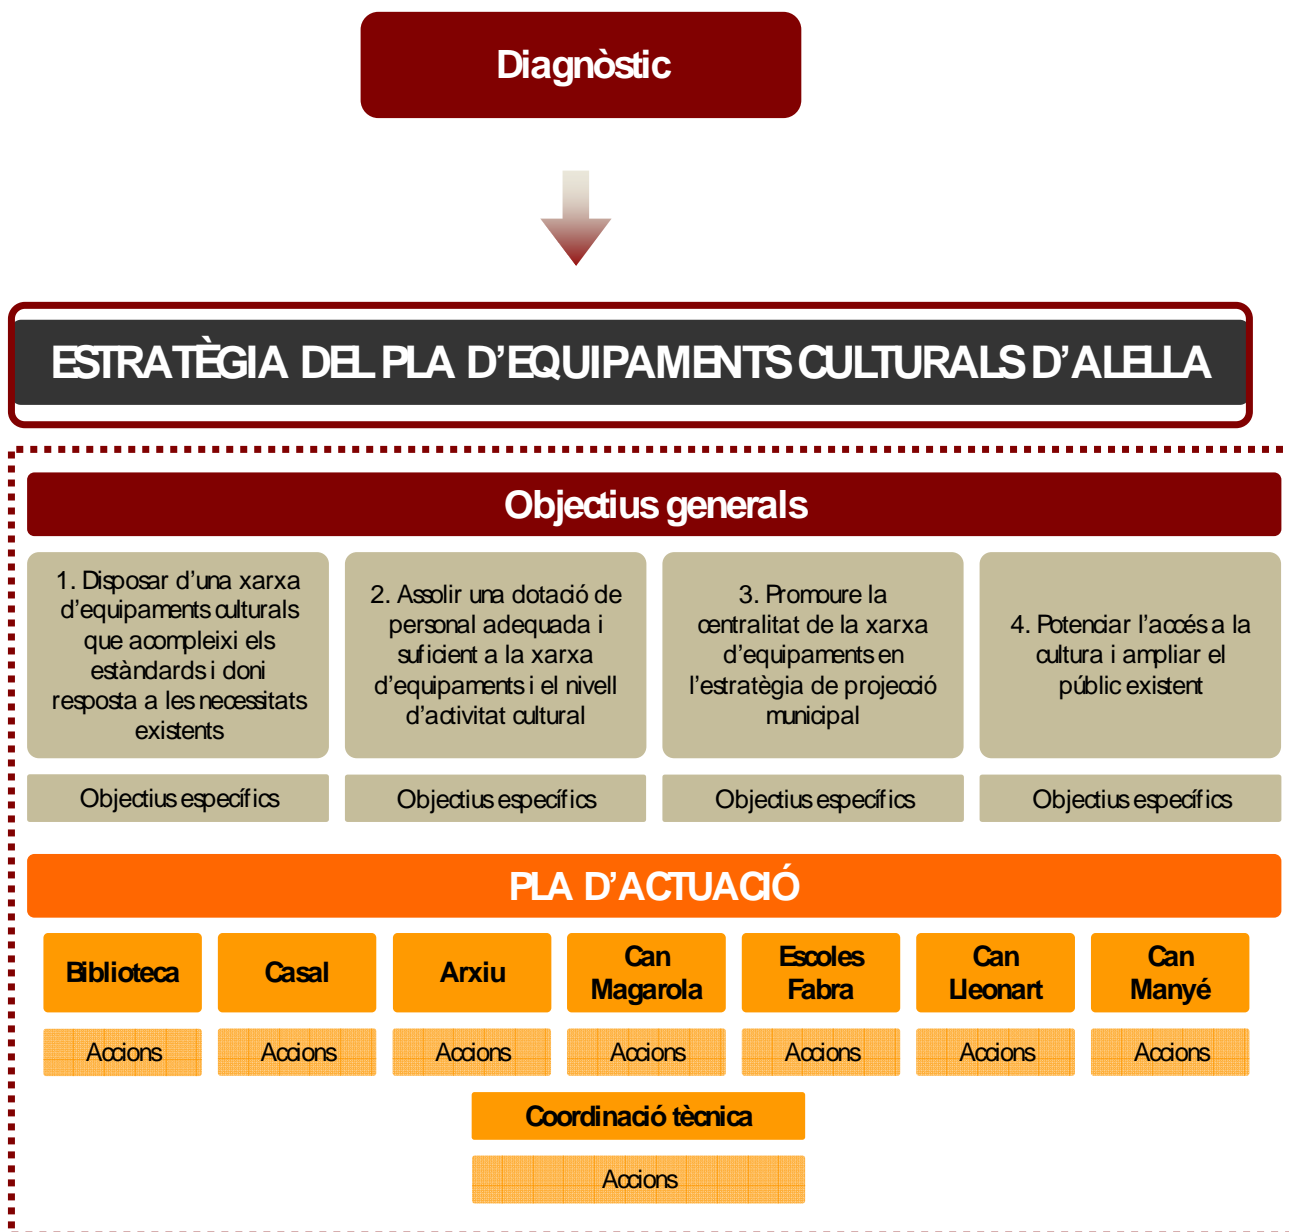 Diagnòstic
ESTRATÈGIA DEL PLA D’EQUIPAMENTS CULTURALS D’ALELLA
Objectius generals
1. Disposar d’una xarxa
d’equipaments culturals
que acompleixi els
estàndards i doni
resposta a les necessitats
existents
2. Assolir una dotació de
personal adequada i
suficient a la xarxa
d’equipaments i el nivell
d’activitat cultural
3. Promoure la
centralitat de la xarxa
d’equipaments en
l’estratègia de projecció
municipal
4. Potenciar l’accés a la
cultura i ampliar el
públic existent
Objectius específics
Objectius específics
Objectius específics
Objectius específics
PLA D’ACTUACIÓ
Biblioteca
Casal
Arxiu
Can
Magarola
Escoles
Fabra
Can
Lleonart
Can
Manyé
Accions
Accions
Accions
Accions
Accions
Accions
Accions
Coordinació tècnica
Accions